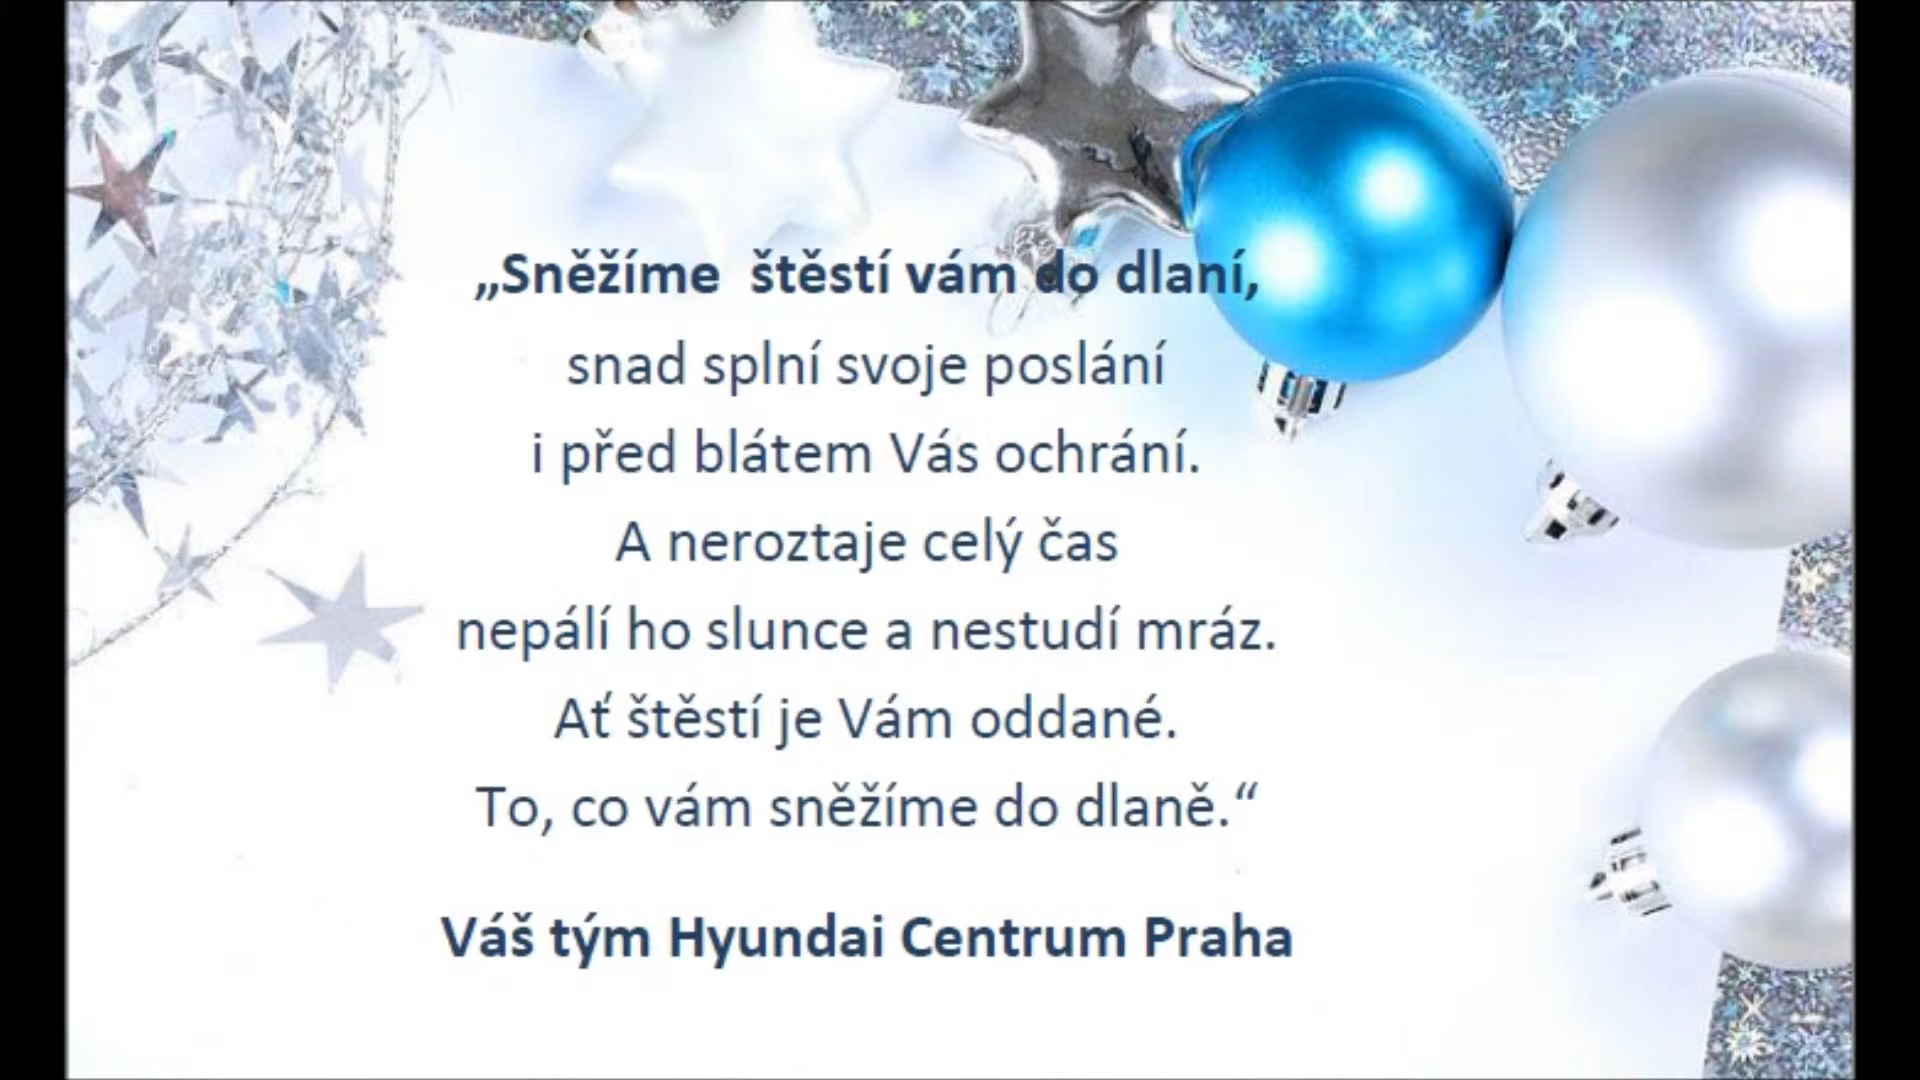 „Sněžíme štěstí vám do dlaní,
snad splní svoje poslání
i před blátem Vás ochrání.
A neroztaje celý čas
nepálí ho slunce a nestudí mráz.
Ať štěstí je Vám oddané.
To, co vám sněžíme do dlaně.“
Váš tým Hyundai Centrum Praha